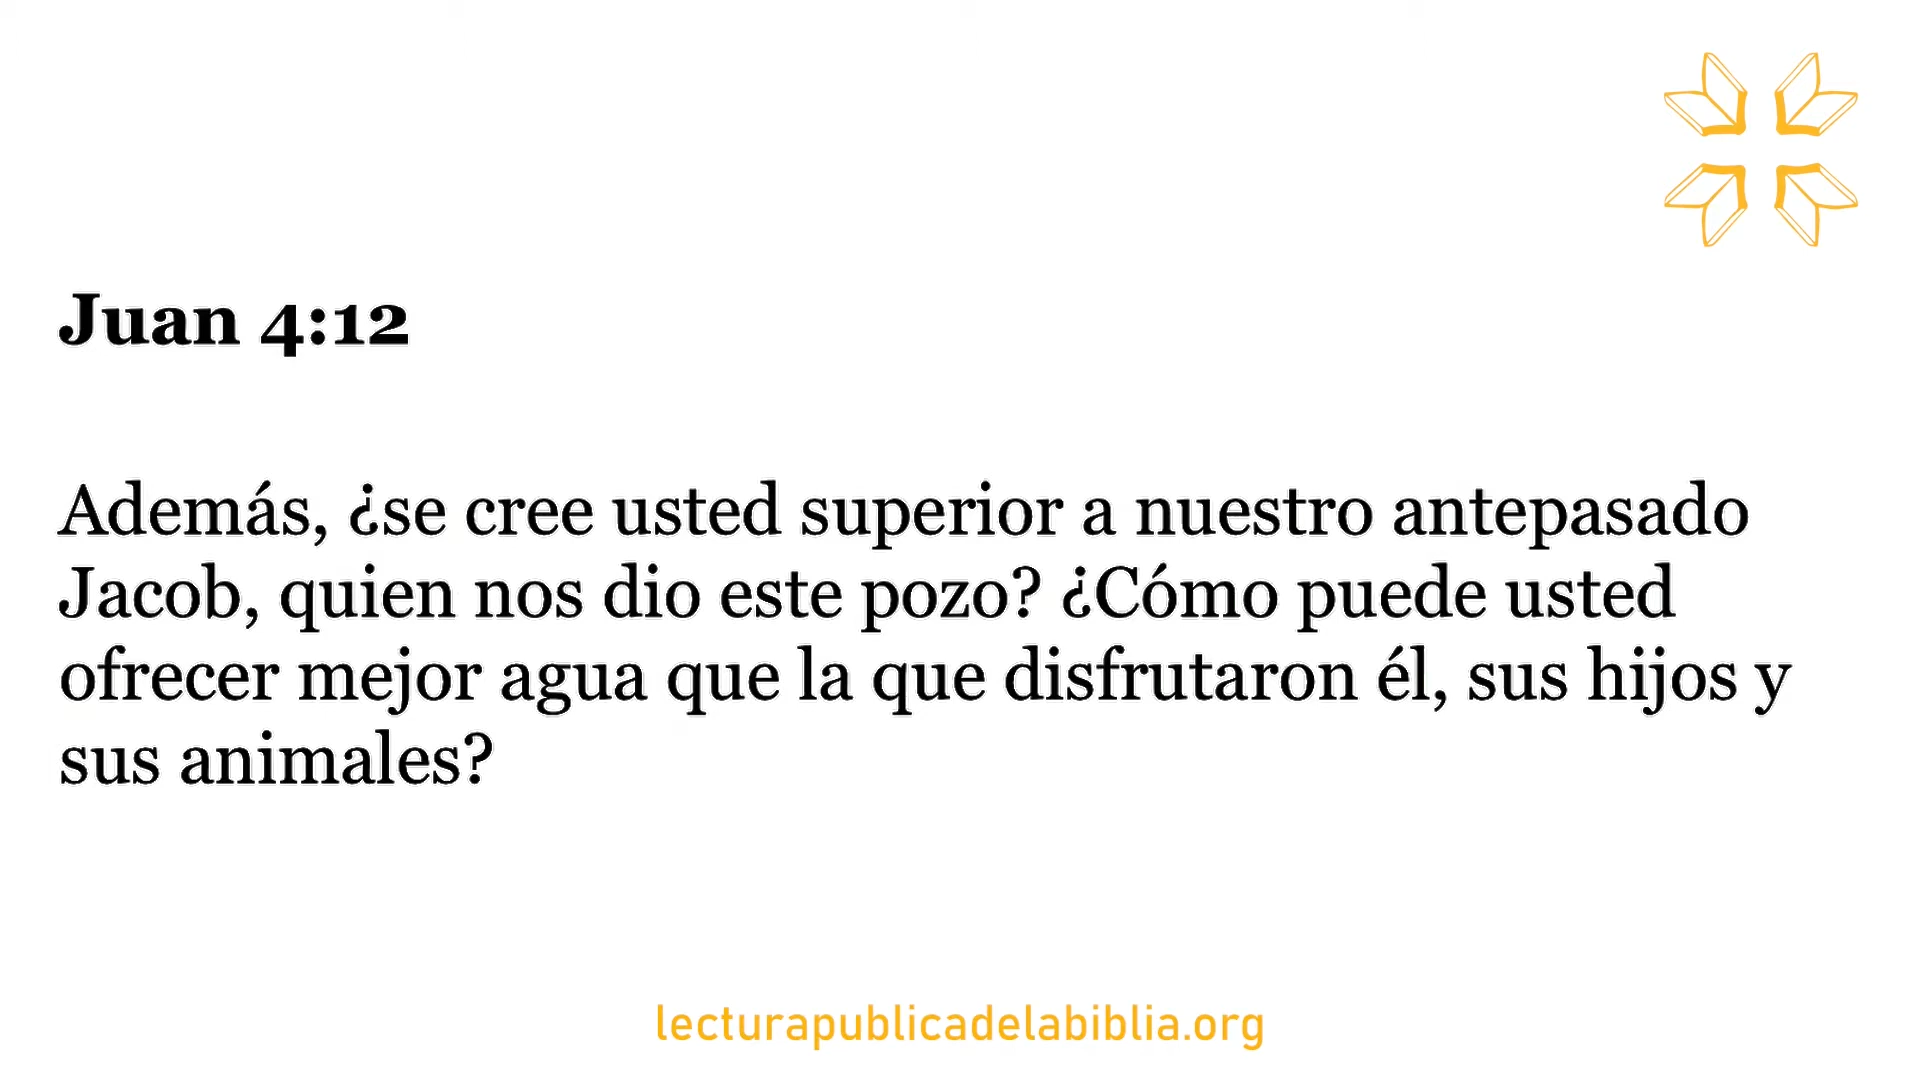 Juan 4:12
Además, ¿se cree usted superior a nuestro antepasado
Jacob, quien nos dio este pozo? ¿Cómo puede usted
ofrecer mejor agua que la que disfrutaron él, sus hijos y
sus animales?
lecturapublicadelabiblia.org